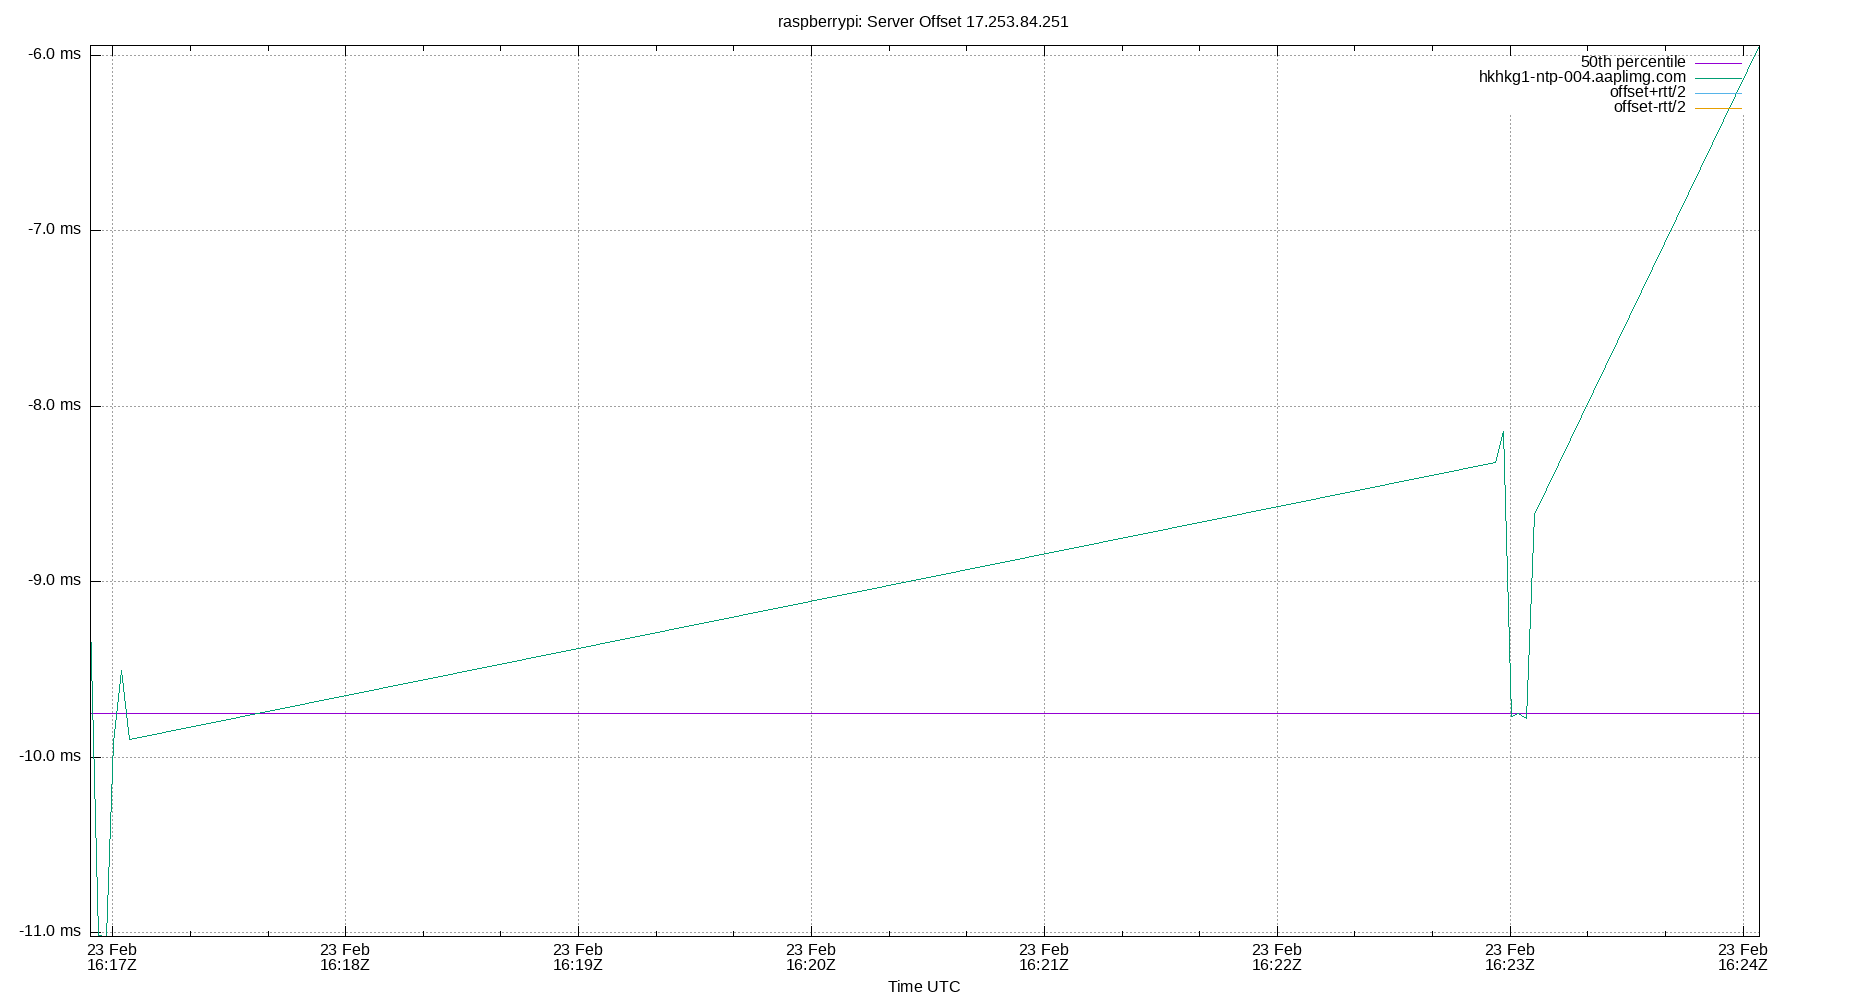 raspberrypi: Server Offset 17.253.84.251
-6.0 ms
-7.0 ms
-8.0 ms
-9.0 ms
-10.0 ms
-11.0 ms
50th percentile
hkhkg1-ntp-004.aaplimg.com
offset+rtt/2
offset-rtt/2
23 Feb 23 Feb 23 Feb 23 Feb 23 Feb 23 Feb 23 Feb 23 Feb
16:17Z 16:18Z 16:19Z 16:20Z 16:21Z 16:22Z 16:23Z 16:24Z
Time UTC